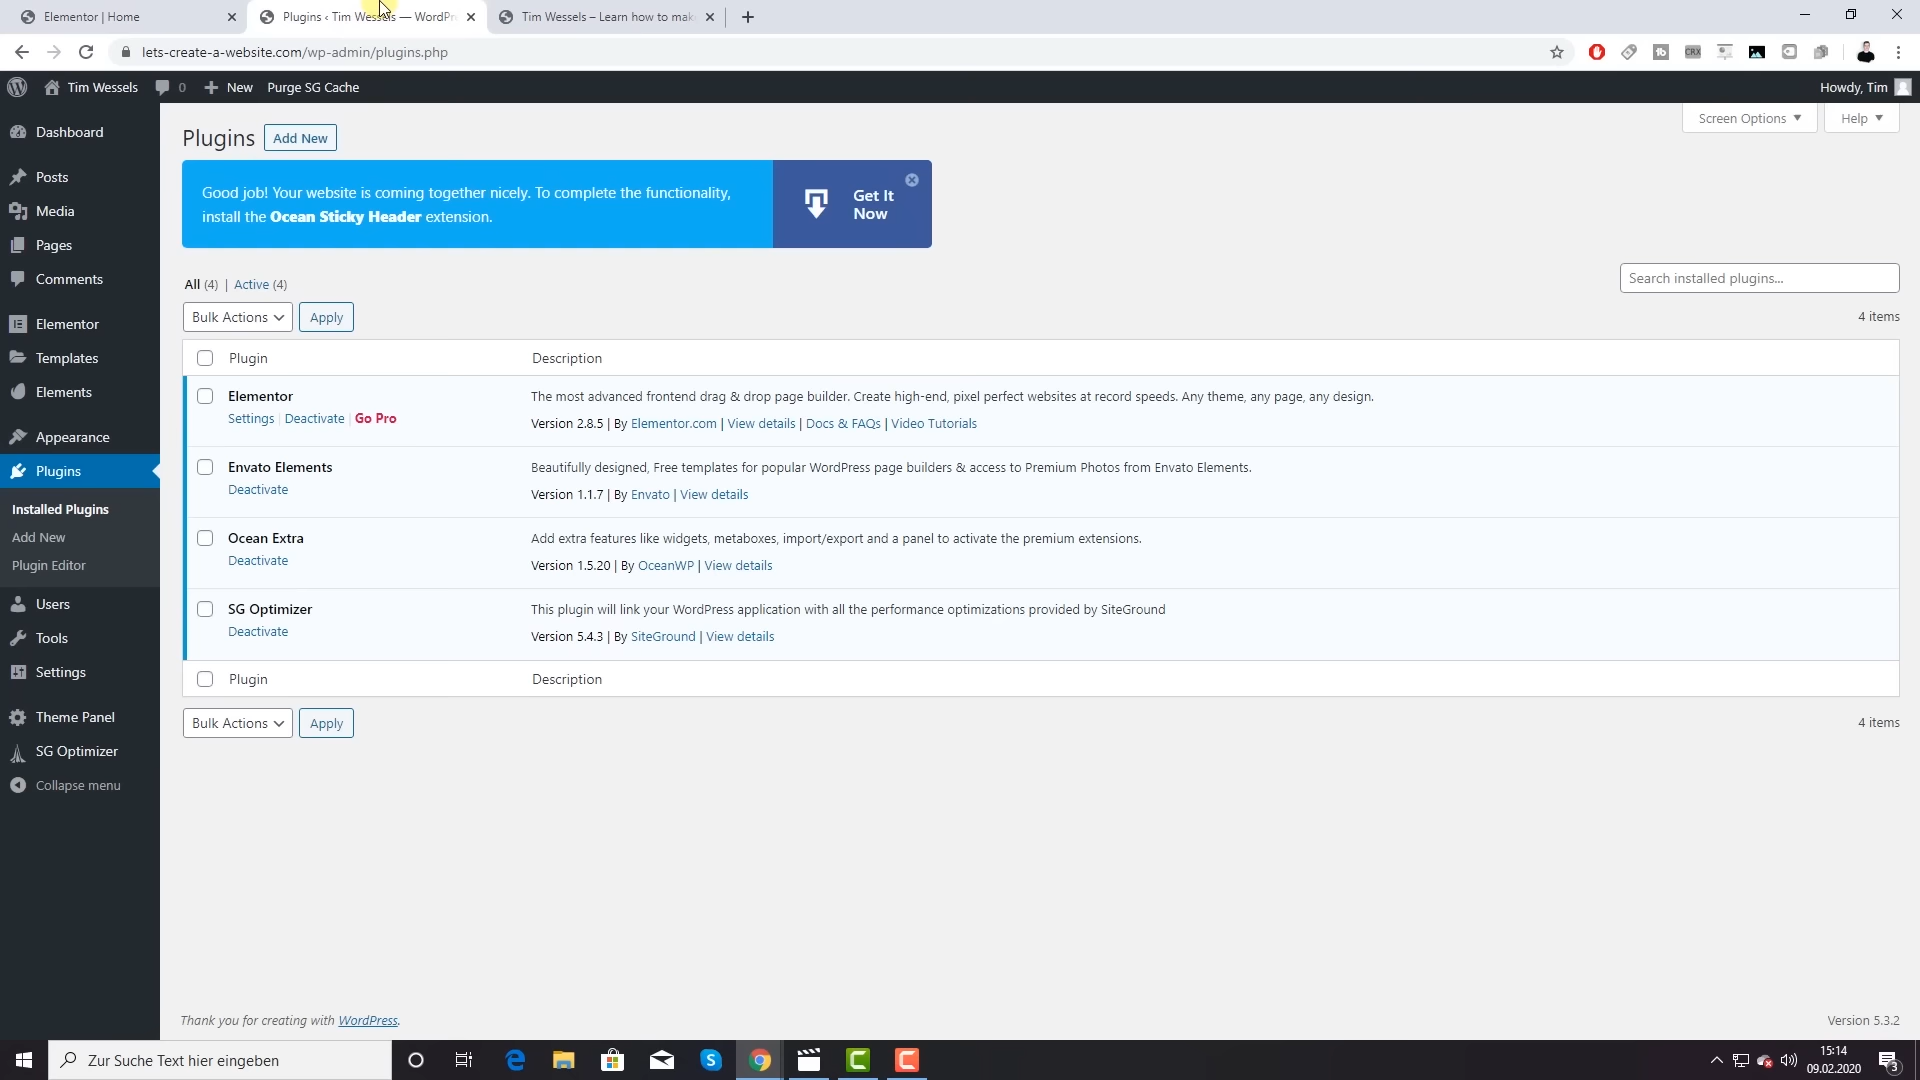 Elementor | Home
Plugins ‹ Tim Wessels — WordPr
Tim Wessels – Learn how to mak
lets-create-a-website.com/wp-admin/plugins.php
Tim Wessels
0
New
Purge SG Cache
Howdy, Tim
Dashboard
Posts
Media
Pages
Comments
Elementor
Templates
Elements
Appearance
Plugins
Installed Plugins
Add New
Plugin Editor
Users
Tools
Settings
Theme Panel
SG Optimizer
Collapse menu
Screen Options
Help
Plugins
Add New
Good job! Your website is coming together nicely. To complete the functionality,
install the Ocean Sticky Header extension.
Get It
Now
All (4) | Active (4)
Search installed plugins...
Bulk Actions
Apply
4 items
Plugin
Description
Elementor
Settings | Deactivate | Go Pro
The most advanced frontend drag & drop page builder. Create high-end, pixel perfect websites at record speeds. Any theme, any page, any design.
Version 2.8.5 | By Elementor.com | View details | Docs & FAQs | Video Tutorials
Envato Elements
Deactivate
Beautifully designed, Free templates for popular WordPress page builders & access to Premium Photos from Envato Elements.
Version 1.1.7 | By Envato | View details
Ocean Extra
Deactivate
Add extra features like widgets, metaboxes, import/export and a panel to activate the premium extensions.
Version 1.5.20 | By OceanWP | View details
SG Optimizer
Deactivate
This plugin will link your WordPress application with all the performance optimizations provided by SiteGround
Version 5.4.3 | By SiteGround | View details
Plugin
Description
Bulk Actions
Apply
4 items
Thank you for creating with WordPress.
Version 5.3.2
Zur Suche Text hier eingeben
15:14
09.02.2020
3